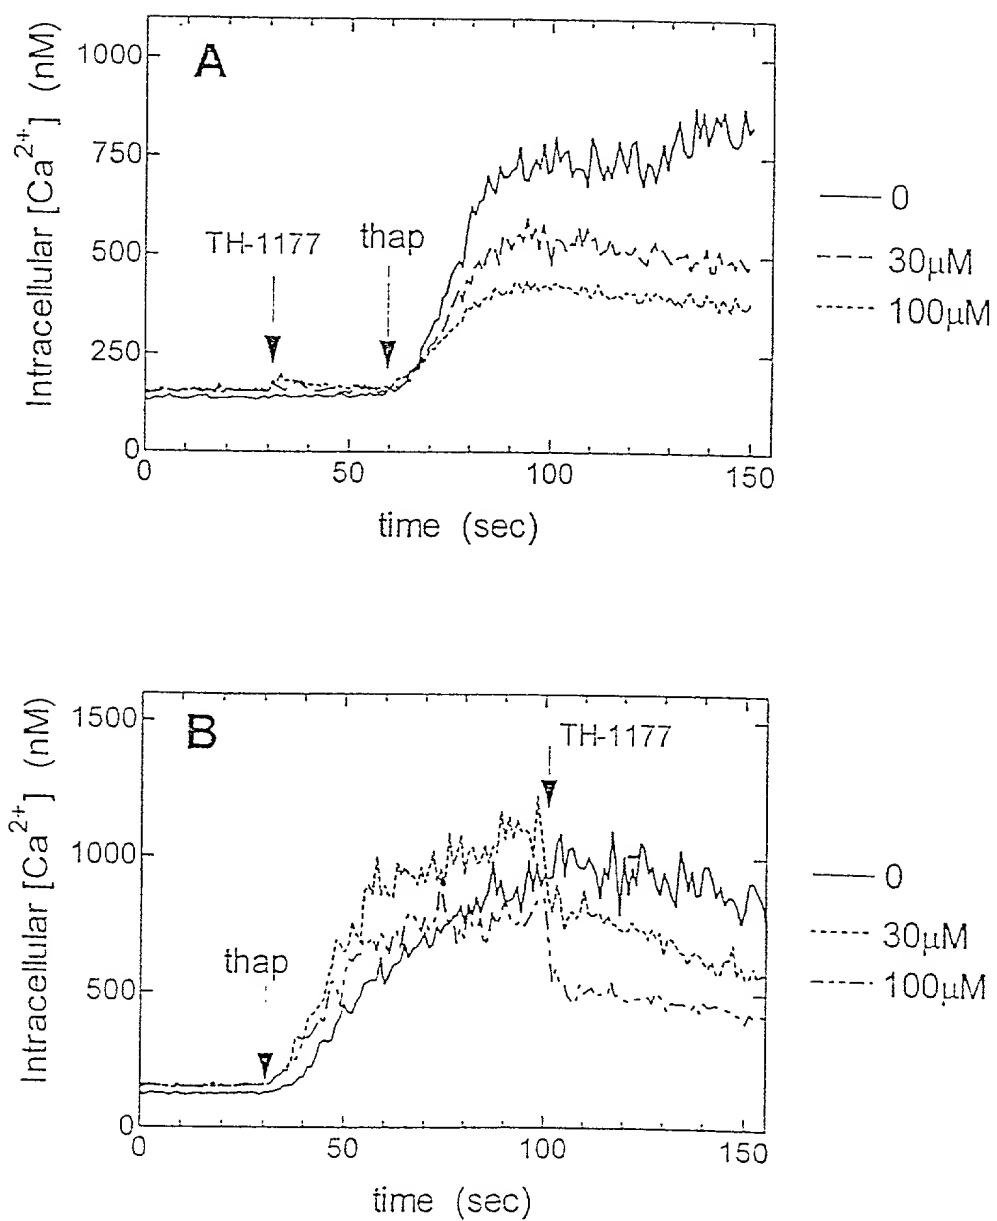 A
Intracellular [Ca²⁺] (nM)
1000
750
500
250
0
TH-1177
thap
0
30μM
100μM
0
50
100
150
time (sec)
B
Intracellular [Ca²⁺] (nM)
1500
1000
500
0
TH-1177
thap
0
30μM
100μM
0
50
100
150
time (sec)